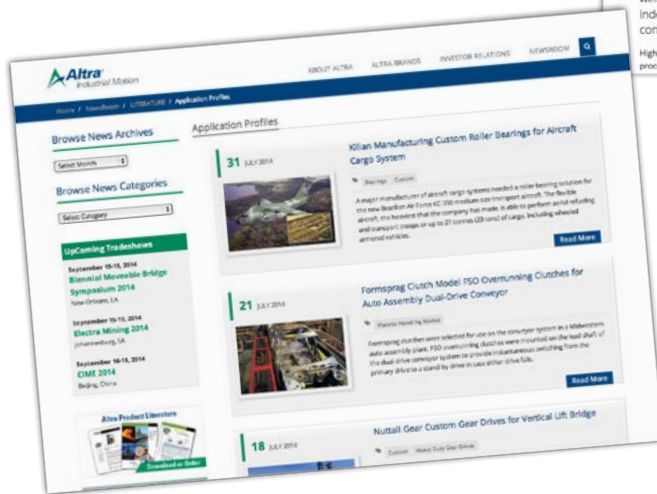 High
Altra
Industrial Motion
ABOUT ALTRA
ALTRA BRANDS
INVESTOR RELATIONS
NEWSROOM
Home / Newsroom / LITERATURE / Application Profiles
Browse News Archives
Select Month
Browse News Categories
Select Category
UpComing Tradeshows
Biennial Moveable Bridge
Symposium 2014
New Orleans, LA
Electra Mining 2014
Johannesburg, SA
September 16-18, 2014
CIME 2014
Beijing, China
Altra Product Literature
Download or Order
Application Profiles
31 JULY 2014
Kilian Manufacturing Custom Roller Bearings for Aircraft
Cargo System
Bearings Custom
A major manufacturer of aircraft cargo systems needed a roller bearing solution for
the new Brazilian Air Force KC-390 medium-size transport aircraft. The flexible
aircraft, the heaviest that the company has made, is able to perform aerial refueling
and transport troops or up to 21 tonnes (23 tons) of cargo, including wheeled
armored vehicles.
Read More
21 JULY 2014
Formsprag Clutch Model FSO Overrunning Clutches for
Auto Assembly Dual-Drive Conveyor
Material Handling Market
Formsprag clutches were selected for use on the conveyor system in a Midwestern
auto assembly plant. FSO overrunning clutches were mounted on the lead shaft of
the dual drive conveyor system to provide instantaneous switching from the
primary drive to a stand by drive in case either drive fails.
Read More
18 JULY 2014
Nuttall Gear Custom Gear Drives for Vertical Lift Bridge
Custom Heavy Duty Gear Drives